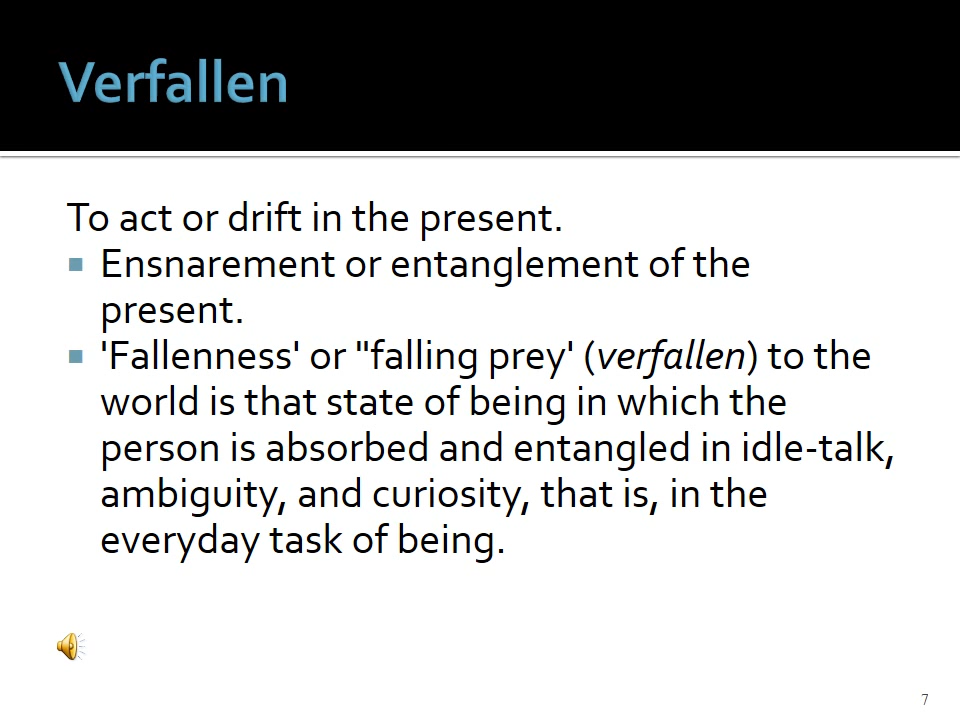 Verfallen
To act or drift in the present.
Ensnarement or entanglement of the
present.
'Fallenness' or "falling prey' (verfallen) to the
world is that state of being in which the
person is absorbed and entangled in idle-talk,
ambiguity, and curiosity, that is, in the
everyday task of being.
7